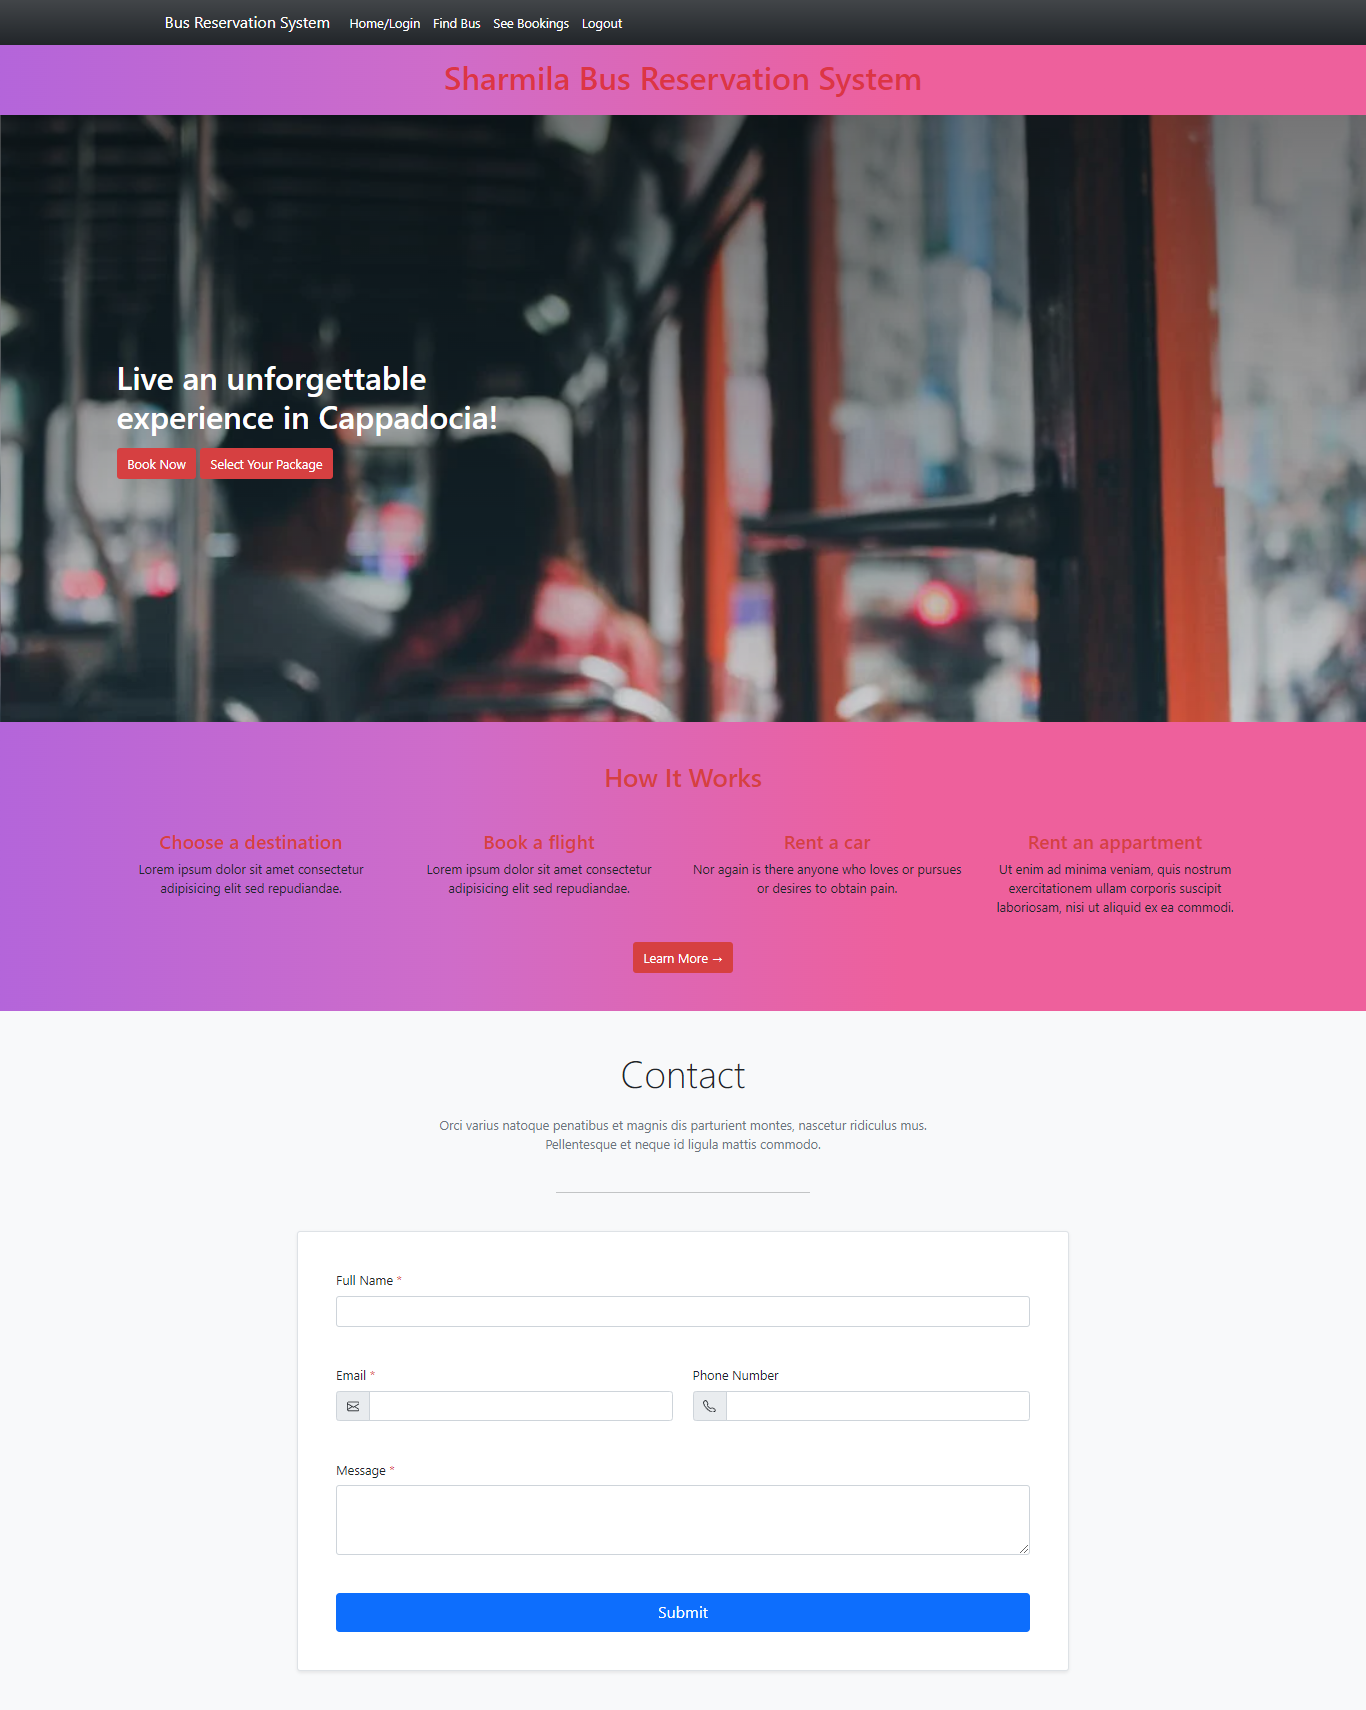 Bus Reservation System Home/Login Find Bus See Bookings Logout
Sharmila Bus Reservation System
Live an unforgettable
experience in Cappadocia!
Book Now Select Your Package
How It Works
Choose a destination
Lorem ipsum dolor sit amet consectetur
adipisicing elit sed repudiandae.
Book a flight
Lorem ipsum dolor sit amet consectetur
adipisicing elit sed repudiandae.
Rent a car
Nor again is there anyone who loves or pursues
or desires to obtain pain.
Rent an appartment
Ut enim ad minima veniam, quis nostrum
exercitationem ullam corporis suscipit
laboriosam, nisi ut aliquid ex ea commodi.
Learn More →
Contact
Orci varius natoque penatibus et magnis dis parturient montes, nascetur ridiculus mus.
Pellentesque et neque id ligula mattis commodo.
Full Name *
Email *
Phone Number
Message *
Submit